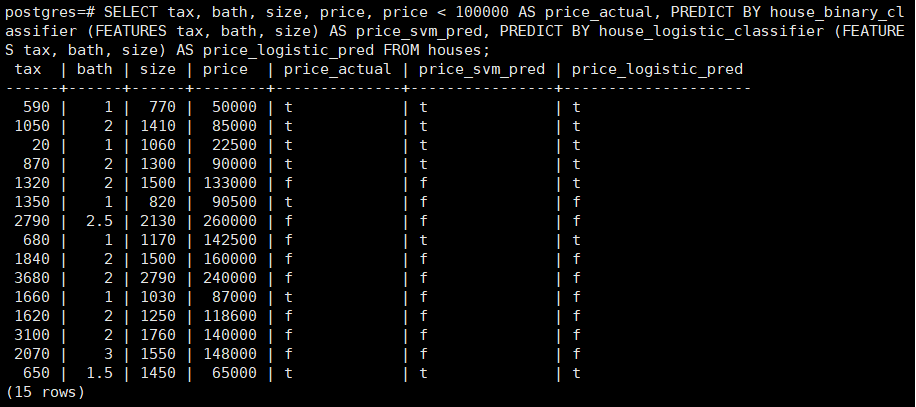 postgres=# SELECT tax, bath, size, price, price < 100000 AS price_actual, PREDICT BY house_binary_cl
assifier (FEATURES tax, bath, size) AS price_svm_pred, PREDICT BY house_logistic_classifier (FEATURE
S tax, bath, size) AS price_logistic_pred FROM houses;
 tax  | bath | size | price  | price_actual | price_svm_pred | price_logistic_pred
------+------+------+--------+--------------+----------------+---------------------
  590 |    1 |  770 |  50000 | t            | t              | t
 1050 |    2 | 1410 |  85000 | t            | t              | t
   20 |    1 | 1060 |  22500 | t            | t              | t
  870 |    2 | 1300 |  90000 | t            | t              | t
 1320 |    2 | 1500 | 133000 | f            | f              | t
 1350 |    1 |  820 |  90500 | t            | f              | f
 2790 |  2.5 | 2130 | 260000 | f            | f              | f
  680 |    1 | 1170 | 142500 | f            | t              | t
 1840 |    2 | 1500 | 160000 | f            | f              | f
 3680 |    2 | 2790 | 240000 | f            | f              | f
 1660 |    1 | 1030 |  87000 | t            | f              | f
 1620 |    2 | 1250 | 118600 | f            | f              | f
 3100 |    2 | 1760 | 140000 | f            | f              | f
 2070 |    3 | 1550 | 148000 | f            | f              | f
  650 |  1.5 | 1450 |  65000 | t            | t              | t
(15 rows)